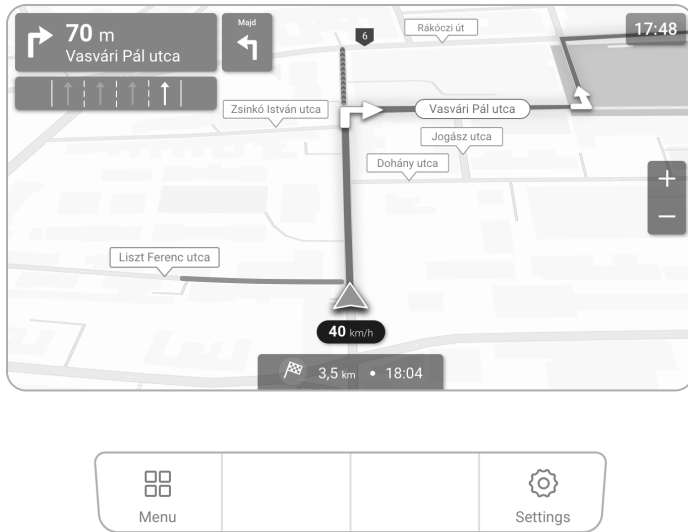 70 m
Vasvári Pál utca
Majd
6
Rákóczi út
17:48
Zsinkó István utca
Vasvári Pál utca
Jogász utca
Dohány utca
+
−
Liszt Ferenc utca
40 km/h
3,5 km • 18:04
Menu
Settings